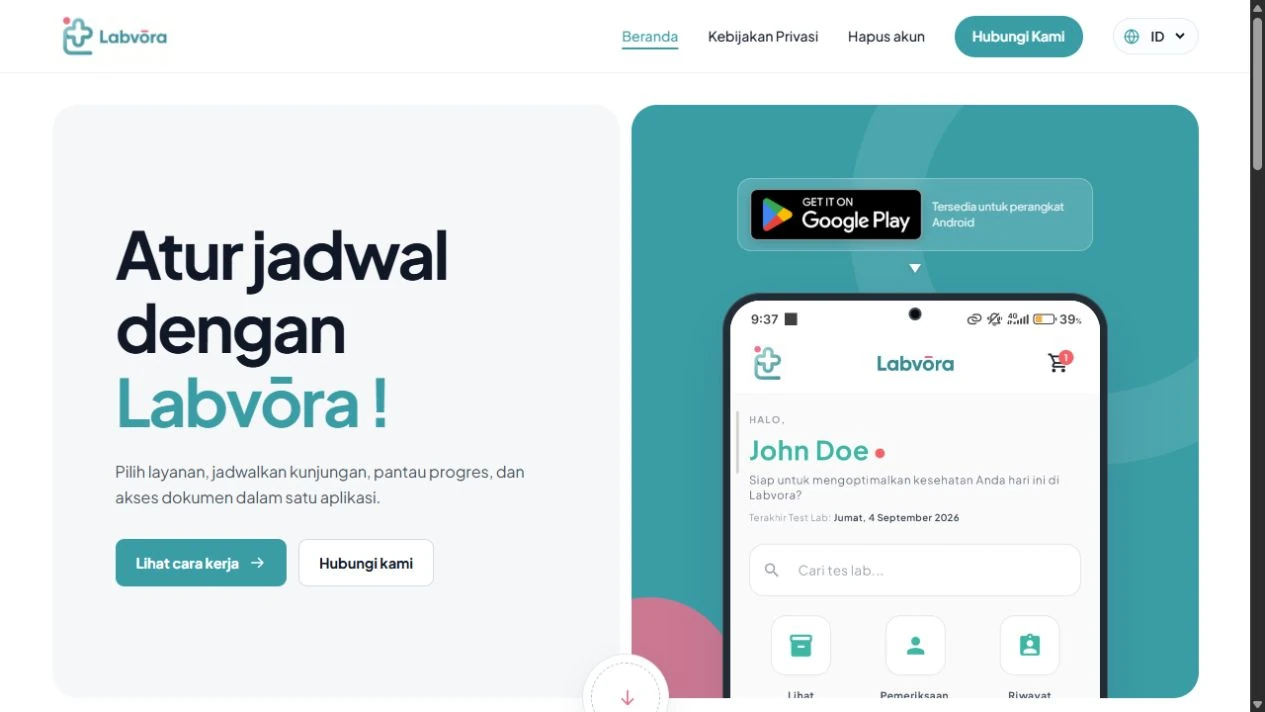 Labvōra
Beranda
Kebijakan Privasi
Hapus akun
Hubungi Kami
ID
Atur jadwal
dengan
Labvōra !
Pilih layanan, jadwalkan kunjungan, pantau progres, dan
akses dokumen dalam satu aplikasi.
Lihat cara kerja
Hubungi kami
GET IT ON
Google Play
Tersedia untuk perangkat
Android
9:37
4G
39%
Labvōra
1
HALO,
John Doe
Siap untuk mengoptimalkan kesehatan Anda hari ini di
Labvora?
Terakhir Test Lab: Jumat, 4 September 2026
Cari tes lab...
Lihat
Pemeriksaan
Riwayat